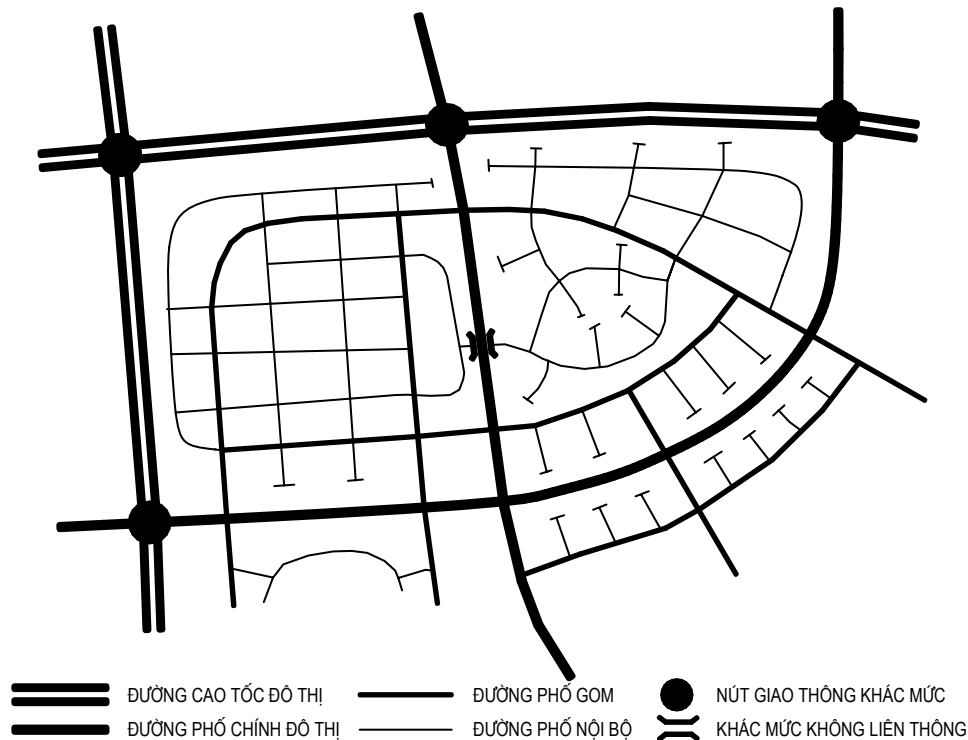 ĐƯỜNG CAO TỐC ĐÔ THỊ
ĐƯỜNG PHỐ GOM
NÚT GIAO THÔNG KHÁC MỨC
ĐƯỜNG PHỐ CHÍNH ĐÔ THỊ
ĐƯỜNG PHỐ NỘI BỘ
KHÁC MỨC KHÔNG LIÊN THÔNG